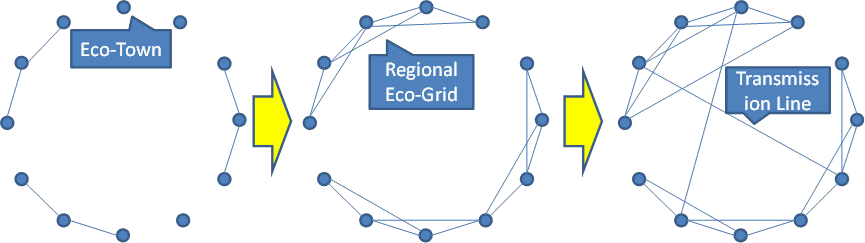 Eco-Town
Regional
Eco-Grid
Transmiss
ion Line